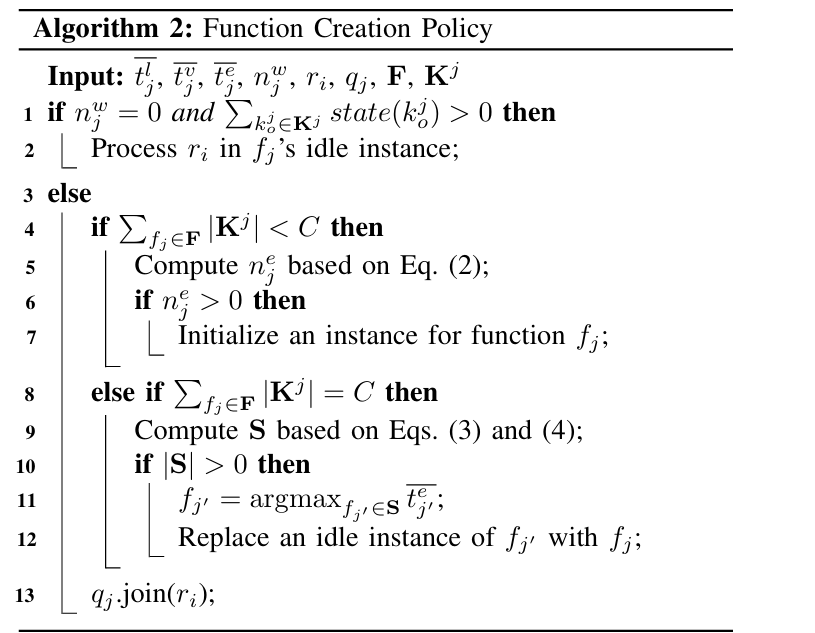 Algorithm 2: Function Creation Policy
Input: $\overline{t_j^l}$, $\overline{t_j^v}$, $\overline{t_j^e}$, $n_j^w$, $r_i$, $q_j$, $\mathbf{F}$, $\mathbf{K}^j$
1 if $n_j^w = 0$ and $\sum_{k_o^j \in \mathbf{K}^j} state(k_o^j) > 0$ then
2 Process $r_i$ in $f_j$'s idle instance;
3 else
4 if $\sum_{f_j \in \mathbf{F}} |\mathbf{K}^j| < C$ then
5 Compute $n_j^e$ based on Eq. (2);
6 if $n_j^e > 0$ then
7 Initialize an instance for function $f_j$;
8 else if $\sum_{f_j \in \mathbf{F}} |\mathbf{K}^j| = C$ then
9 Compute $\mathbf{S}$ based on Eqs. (3) and (4);
10 if $|\mathbf{S}| > 0$ then
11 $f_{j'} = \mathrm{argmax}_{f_{j'} \in \mathbf{S}} \overline{t_{j'}^e}$;
12 Replace an idle instance of $f_{j'}$ with $f_j$;
13 $q_j$.join($r_i$);